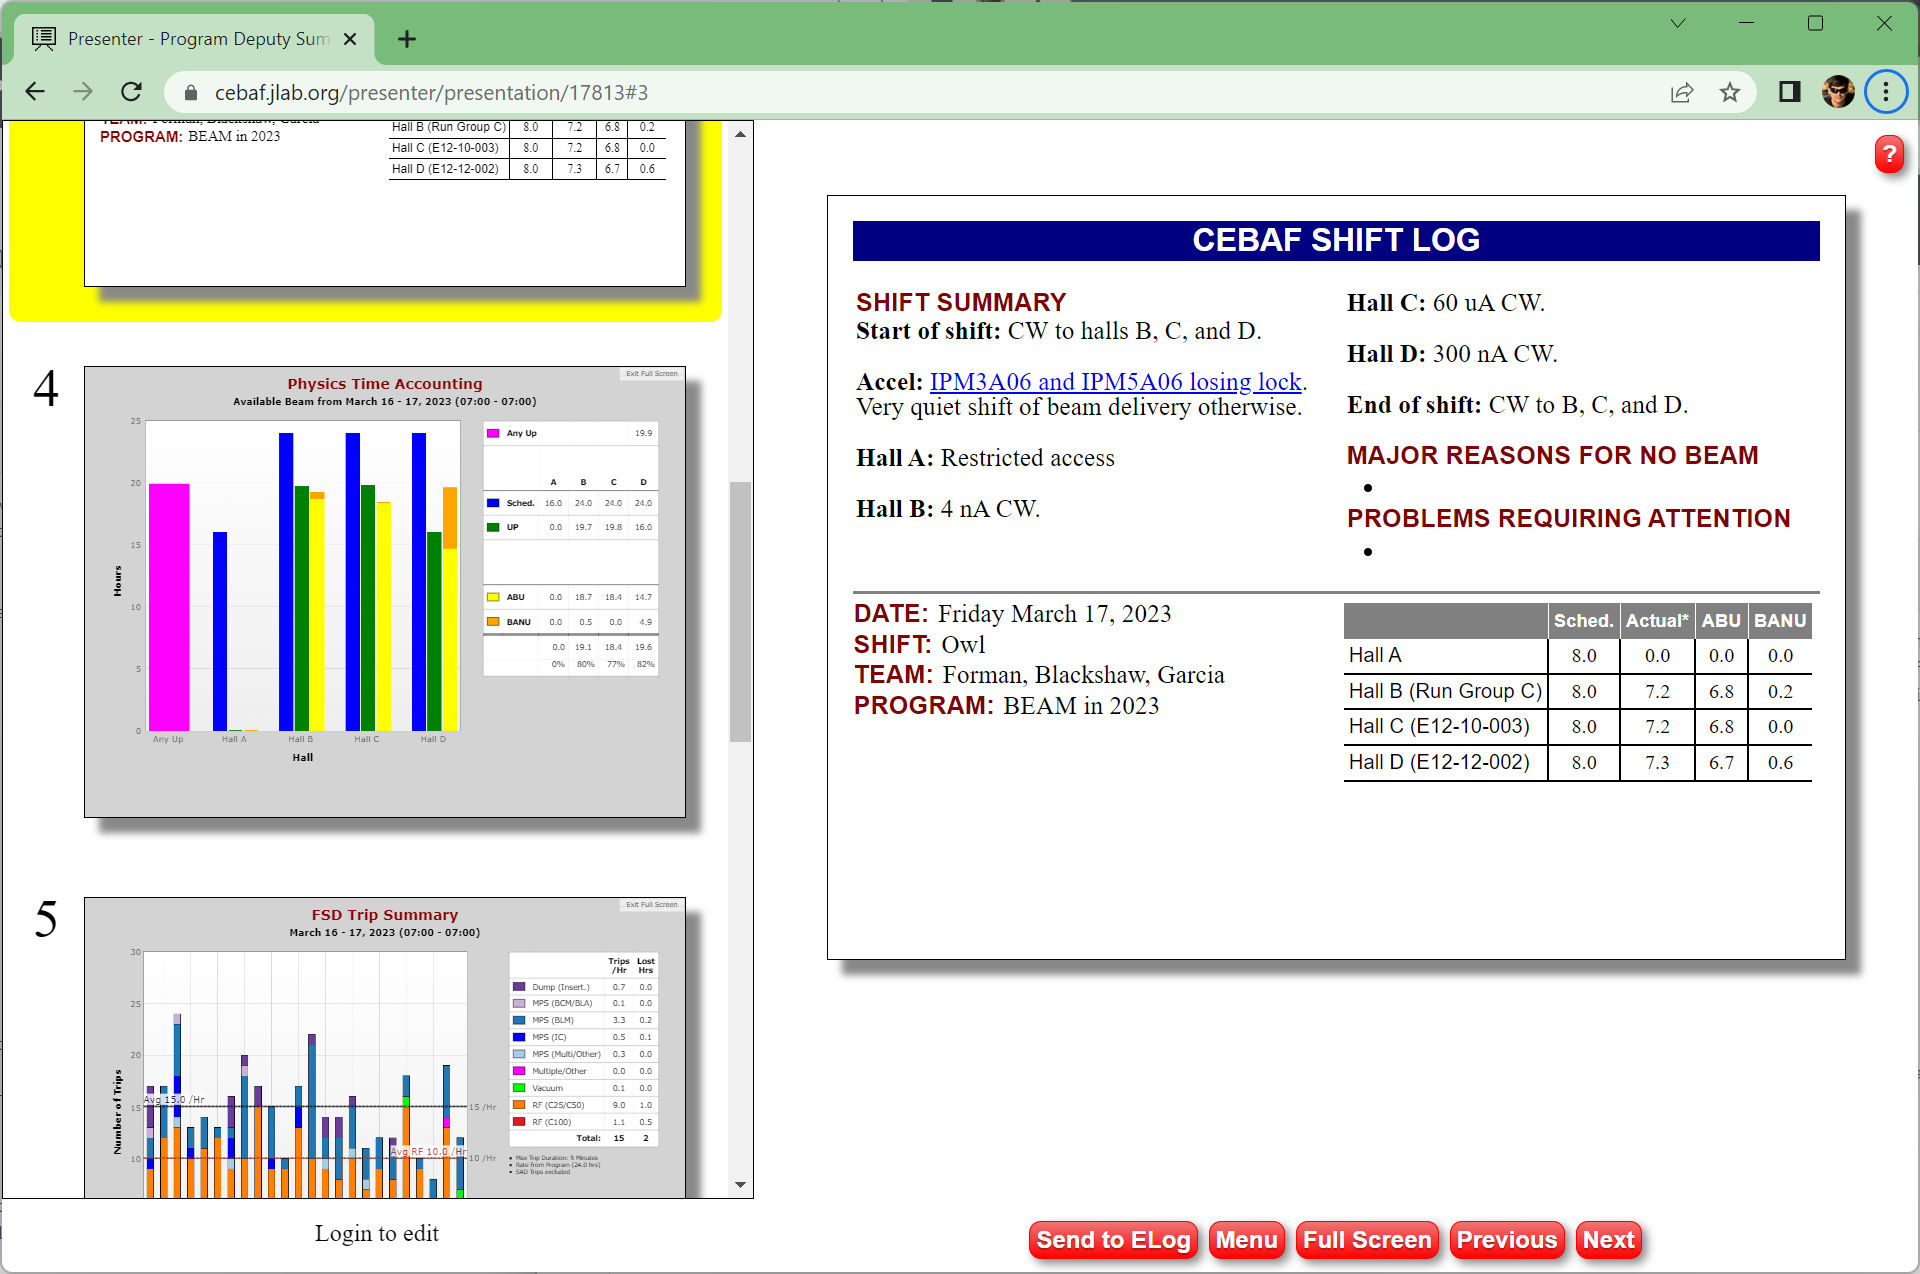 Presenter - Program Deputy Sum
cebaf.jlab.org/presenter/presentation/17813#3
TEAM: Forman, Blackshaw, Garcia
PROGRAM: BEAM in 2023
Hall B (Run Group C) 8.0 7.2 6.8 0.2
Hall C (E12-10-003) 8.0 7.2 6.8 0.0
Hall D (E12-12-002) 8.0 7.3 6.7 0.6
4
Exit Full Screen
Physics Time Accounting
Available Beam from March 16 - 17, 2023 (07:00 - 07:00)
25
20
15
10
5
0
Hours
Any Up Hall A Hall B Hall C Hall D
Hall
Any Up 19.9
A B C D
Sched. 16.0 24.0 24.0 24.0
UP 0.0 19.7 19.8 16.0
ABU 0.0 18.7 18.4 14.7
BANU 0.0 0.5 0.0 4.9
0.0 19.1 18.4 19.6
0% 80% 77% 82%
5
Exit Full Screen
FSD Trip Summary
March 16 - 17, 2023 (07:00 - 07:00)
30
25
20
15
10
Number of Trips
Avg 15.0 /Hr
15 /Hr
Avg RF 10.0 /Hr
10 /Hr
Trips /Hr Lost Hrs
Dump (Insert.) 0.7 0.0
MPS (BCM/BLA) 0.1 0.0
MPS (BLM) 3.3 0.2
MPS (IC) 0.5 0.1
MPS (Multi/Other) 0.3 0.0
Multiple/Other 0.0 0.0
Vacuum 0.1 0.0
RF (C25/C50) 9.0 1.0
RF (C100) 1.1 0.5
Total: 15 2
• Max Trip Duration: 5 Minutes
• Rate from Program (24.0 hrs)
• SAD Trips excluded
Login to edit
?
CEBAF SHIFT LOG
SHIFT SUMMARY
Start of shift: CW to halls B, C, and D.
Accel: IPM3A06 and IPM5A06 losing lock.
Very quiet shift of beam delivery otherwise.
Hall A: Restricted access
Hall B: 4 nA CW.
Hall C: 60 uA CW.
Hall D: 300 nA CW.
End of shift: CW to B, C, and D.
MAJOR REASONS FOR NO BEAM
•
PROBLEMS REQUIRING ATTENTION
•
DATE: Friday March 17, 2023
SHIFT: Owl
TEAM: Forman, Blackshaw, Garcia
PROGRAM: BEAM in 2023
Sched. Actual* ABU BANU
Hall A 8.0 0.0 0.0 0.0
Hall B (Run Group C) 8.0 7.2 6.8 0.2
Hall C (E12-10-003) 8.0 7.2 6.8 0.0
Hall D (E12-12-002) 8.0 7.3 6.7 0.6
Send to ELog Menu Full Screen Previous Next